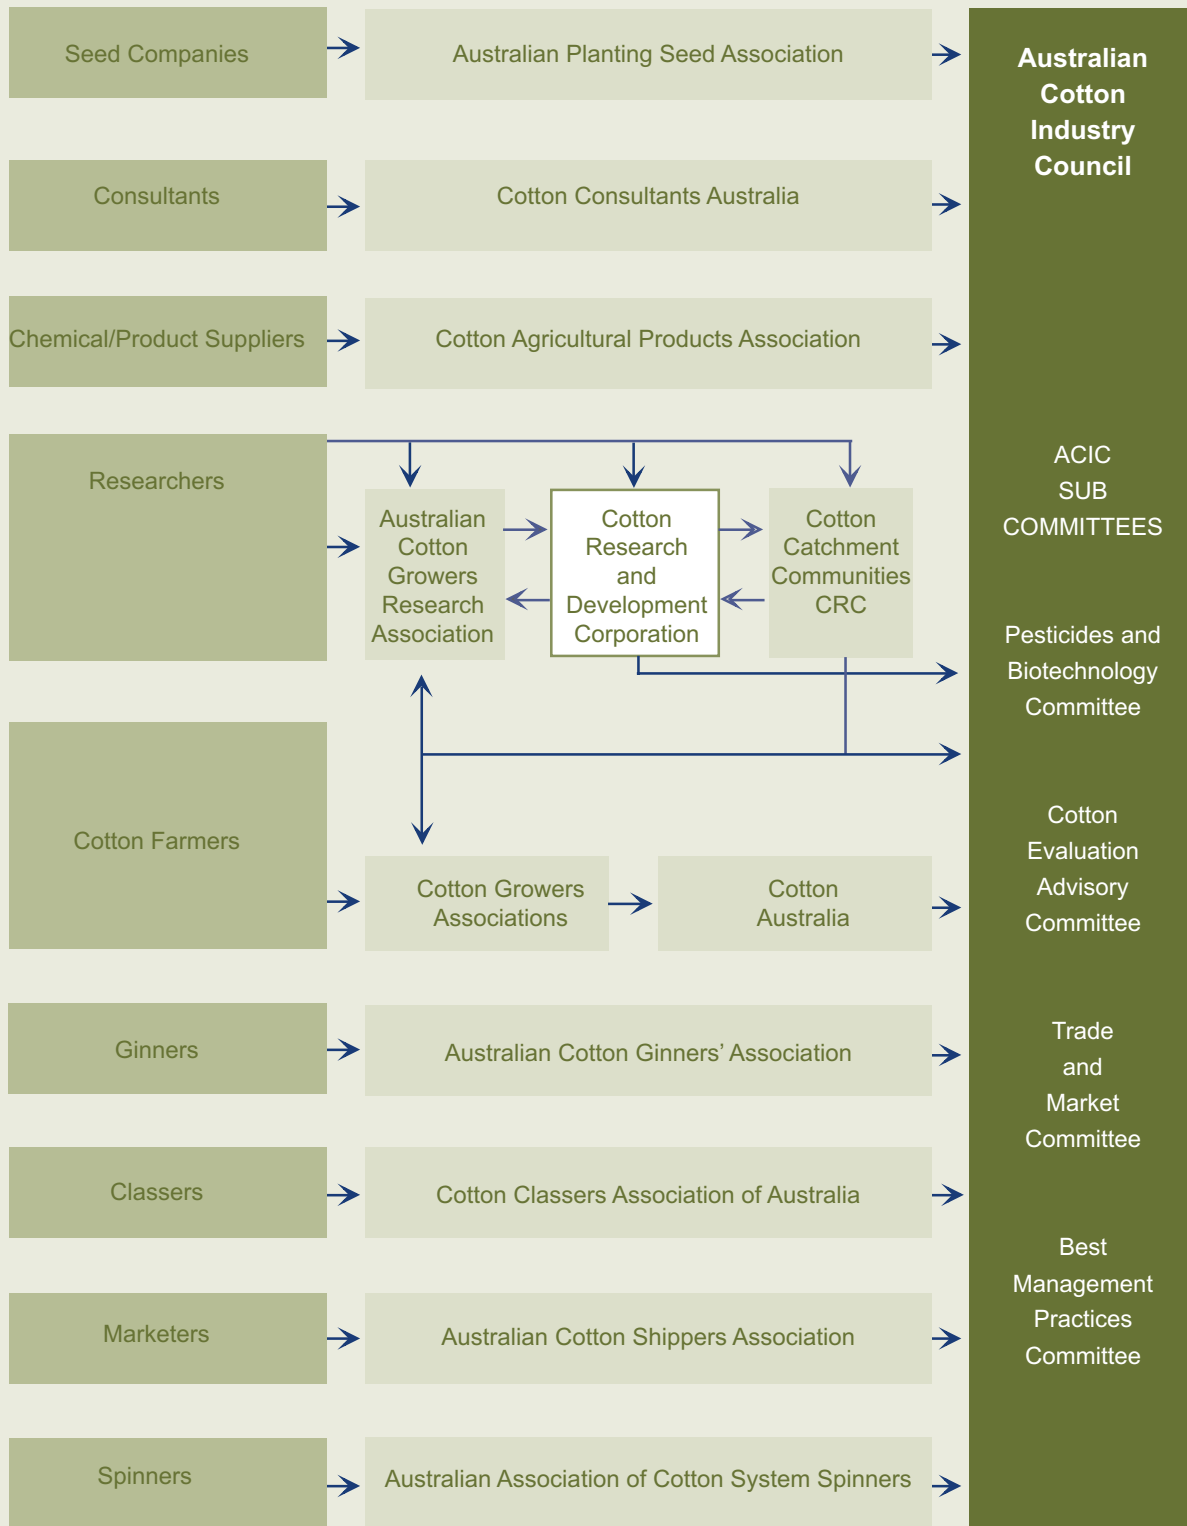 Seed Companies
Australian Planting Seed Association
Australian
Cotton
Industry
Council
Consultants
Cotton Consultants Australia
Chemical/Product Suppliers
Cotton Agricultural Products Association
Researchers
Australian
Cotton
Growers
Research
Association
Cotton
Research
and
Development
Corporation
Cotton
Catchment
Communities
CRC
ACIC
SUB
COMMITTEES
Pesticides and
Biotechnology
Committee
Cotton Farmers
Cotton Growers
Associations
Cotton
Australia
Cotton
Evaluation
Advisory
Committee
Ginners
Australian Cotton Ginners’ Association
Trade
and
Market
Committee
Classers
Cotton Classers Association of Australia
Marketers
Australian Cotton Shippers Association
Best
Management
Practices
Committee
Spinners
Australian Association of Cotton System Spinners